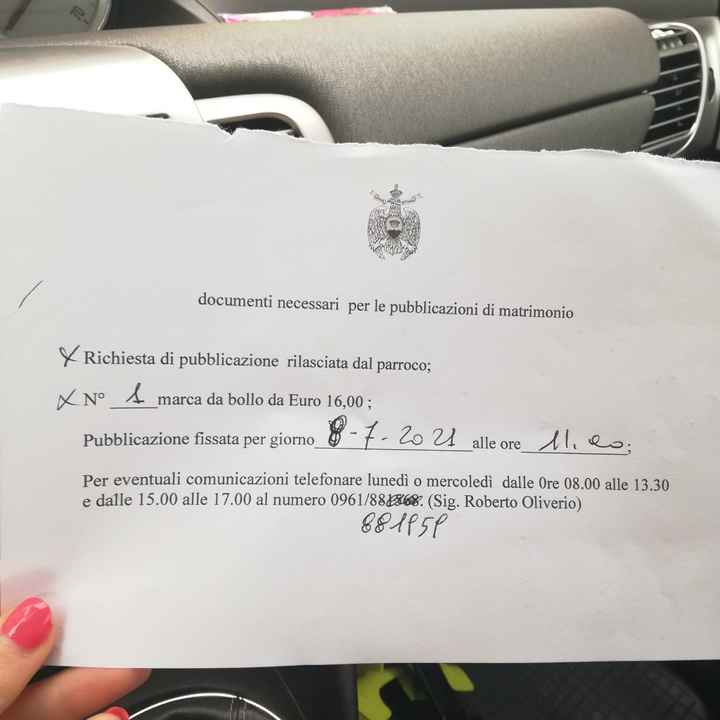 documenti necessari per le pubblicazioni di matrimonio
Richiesta di pubblicazione rilasciata dal parroco;
N° 1 marca da bollo da Euro 16,00 ;
Pubblicazione fissata per giorno 8-7-2021 alle ore 11.00;
Per eventuali comunicazioni telefonare lunedì o mercoledì dalle 0re 08.00 alle 13.30
e dalle 15.00 alle 17.00 al numero 0961/881868. (Sig. Roberto Oliverio)
881959
70